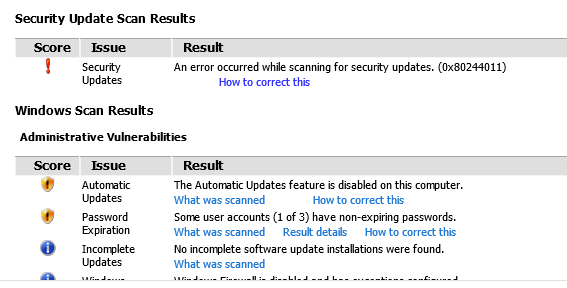 Security Update Scan Results
Score Issue Result
Security Updates An error occurred while scanning for security updates. (0x80244011)
How to correct this
Windows Scan Results
Administrative Vulnerabilities
Score Issue Result
Automatic Updates The Automatic Updates feature is disabled on this computer.
What was scanned How to correct this
Password Expiration Some user accounts (1 of 3) have non-expiring passwords.
What was scanned Result details How to correct this
Incomplete Updates No incomplete software update installations were found.
What was scanned
Windows Windows Firewall is disabled and has exceptions configured.